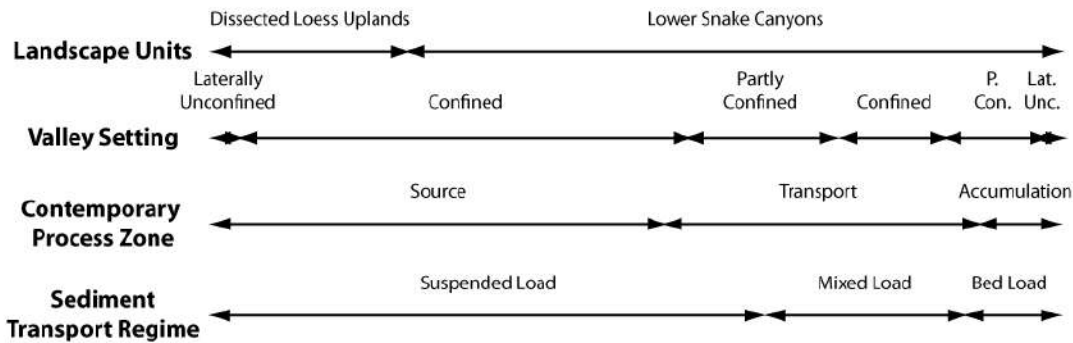 Dissected Loess Uplands Lower Snake Canyons
Landscape Units
Laterally Unconfined Confined Partly Confined Confined P. Con. Lat. Unc.
Valley Setting
Source Transport Accumulation
Contemporary
Process Zone
Suspended Load Mixed Load Bed Load
Sediment
Transport Regime